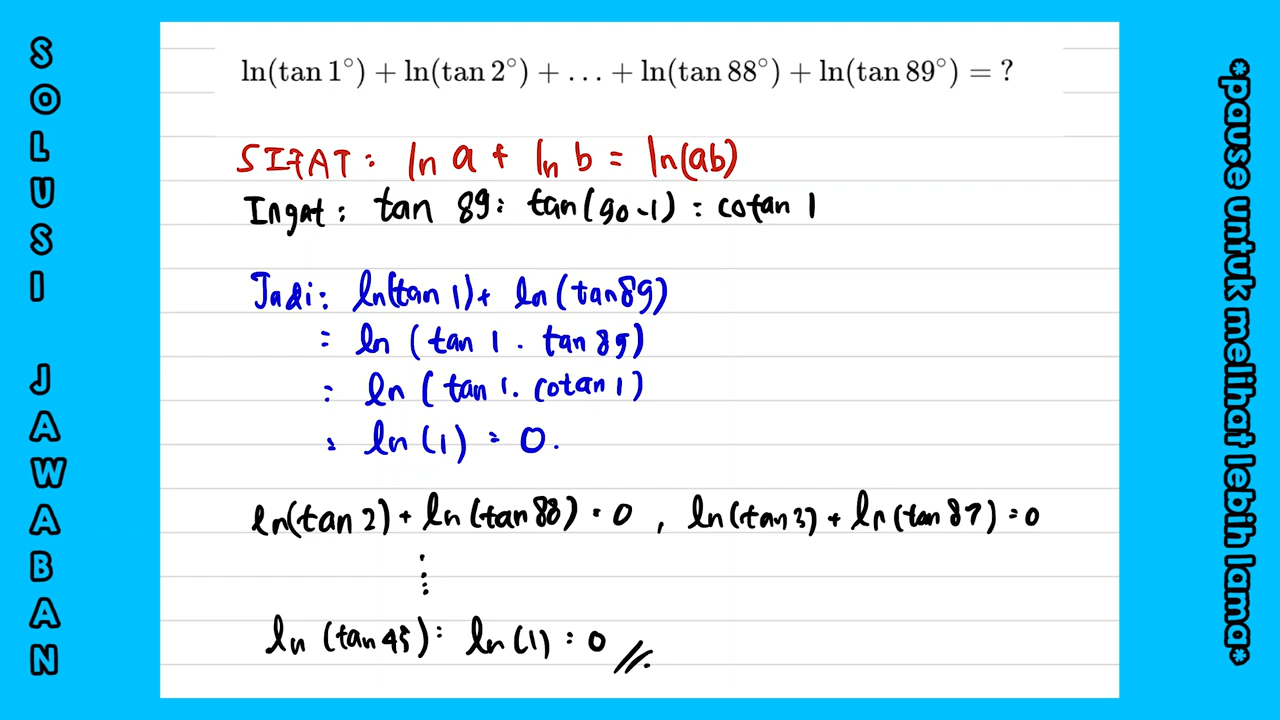 SOLUSI JAWABAN
ln(tan 1°) + ln(tan 2°) + … + ln(tan 88°) + ln(tan 89°) = ?
SIFAT : ln a + ln b = ln(ab)
Ingat : tan 89 = tan(90-1) = cotan 1
Jadi : ln(tan 1) + ln(tan 89)
= ln (tan 1 . tan 89)
= ln (tan 1 . cotan 1)
= ln (1) = 0.
ln(tan 2) + ln(tan 88) = 0 , ln(tan 3) + ln(tan 87) = 0
⋮
ln (tan 45) = ln (1) = 0 //.
*pause untuk melihat lebih lama*